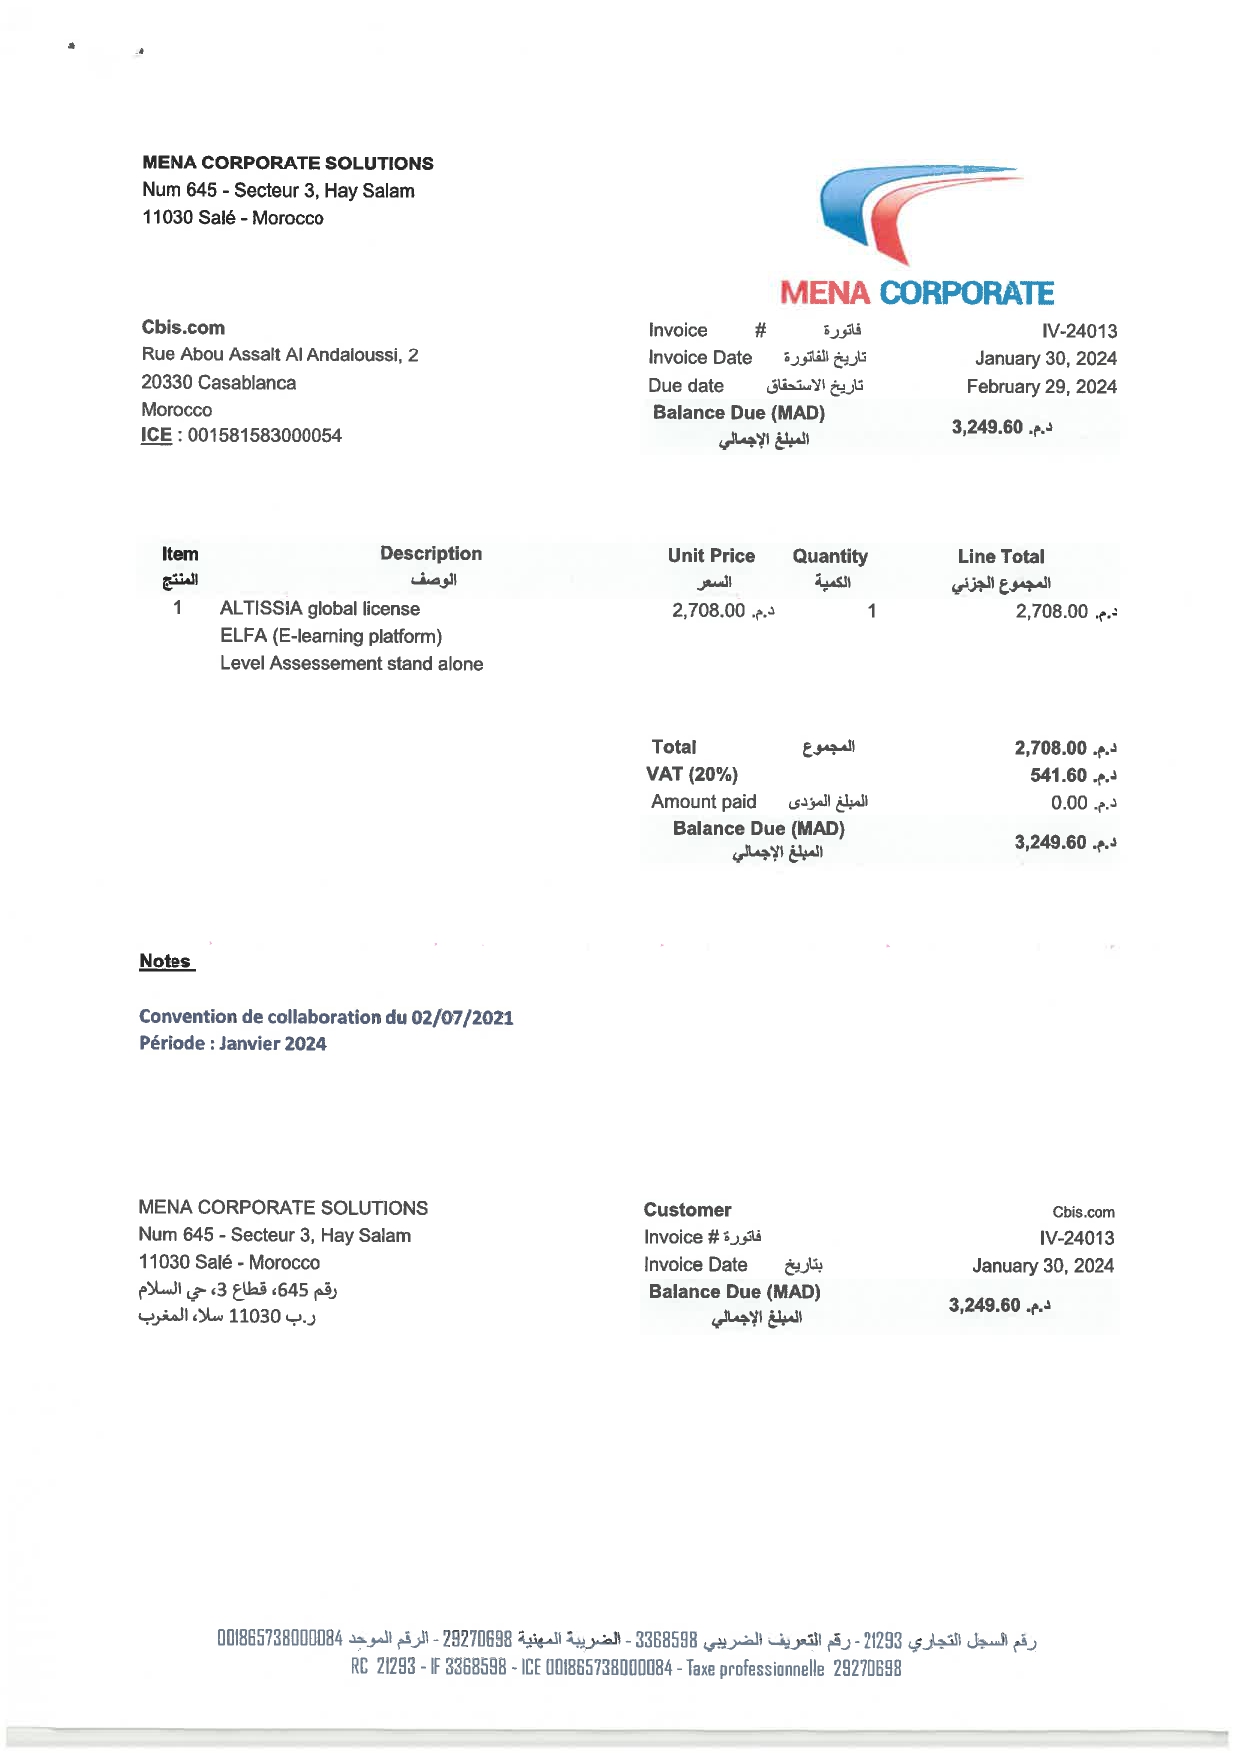 MENA CORPORATE SOLUTIONS
Num 645 - Secteur 3, Hay Salam
11030 Salé - Morocco
MENA CORPORATE
Cbis.com
Rue Abou Assalt Al Andaloussi, 2
20330 Casablanca
Morocco
ICE : 001581583000054
Invoice # فاتورة IV-24013
Invoice Date تاريخ الفاتورة January 30, 2024
Due date تاريخ الاستحقاق February 29, 2024
Balance Due (MAD)
المبلغ الإجمالي
3,249.60 د.م.
Item Description Unit Price Quantity Line Total
المنتج الوصف السعر الكمية المجموع الجزئي
1 ALTISSIA global license 2,708.00 د.م. 1 2,708.00 د.م.
ELFA (E-learning platform)
Level Assessement stand alone
Total المجموع 2,708.00 د.م.
VAT (20%) 541.60 د.م.
Amount paid المبلغ المؤدى 0.00 د.م.
Balance Due (MAD)
المبلغ الإجمالي
3,249.60 د.م.
Notes
Convention de collaboration du 02/07/2021
Période : Janvier 2024
MENA CORPORATE SOLUTIONS
Num 645 - Secteur 3, Hay Salam
11030 Salé - Morocco
رقم 645، قطاع 3، حي السلام
ر.ب 11030 سلا، المغرب
Customer Cbis.com
Invoice # فاتورة IV-24013
Invoice Date بتاريخ January 30, 2024
Balance Due (MAD)
المبلغ الإجمالي
3,249.60 د.م.
رقم السجل التجاري 21293 - رقم التعريف الضريبي 3368598 - الضريبة المهنية 29270698 - الرقم الموحد 001865738000084
RC 21293 - IF 3368598 - ICE 001865738000084 - Taxe professionnelle 29270698